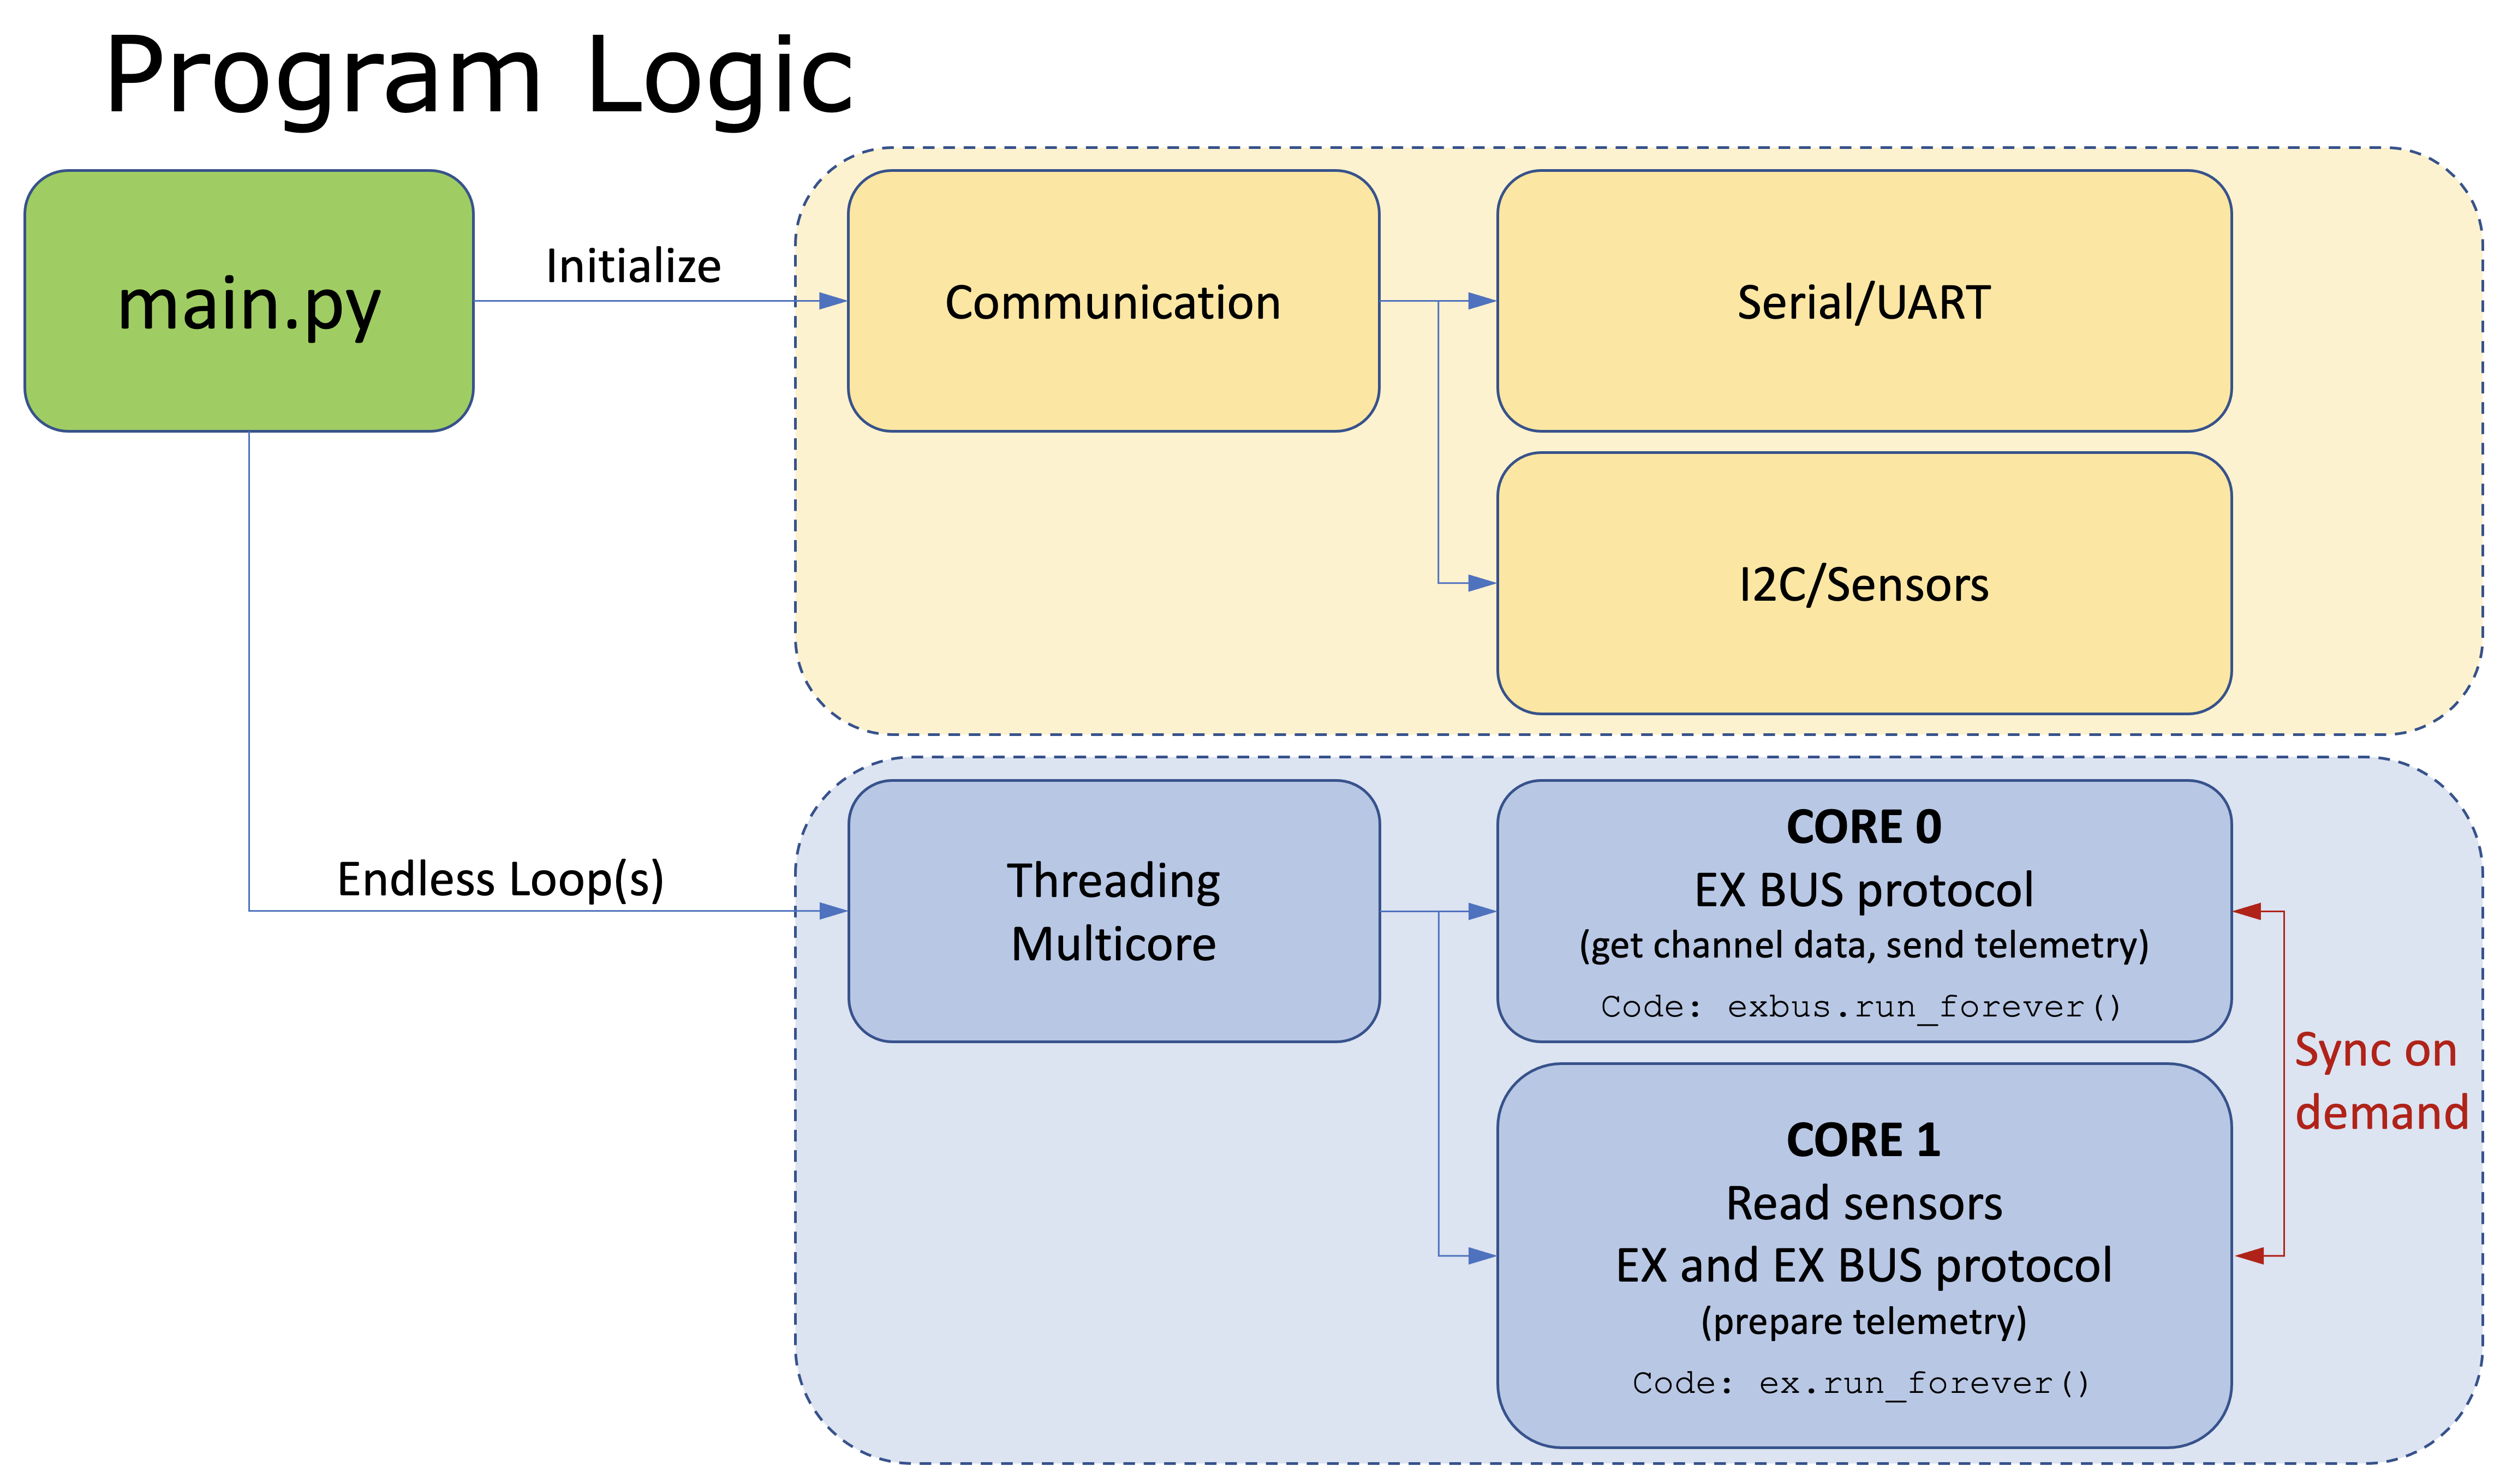 Program Logic
main.py
Initialize
Communication
Serial/UART
I2C/Sensors
Endless Loop(s)
Threading
Multicore
CORE 0
EX BUS protocol
(get channel data, send telemetry)
Code: exbus.run_forever()
Sync on
demand
CORE 1
Read sensors
EX and EX BUS protocol
(prepare telemetry)
Code: ex.run_forever()